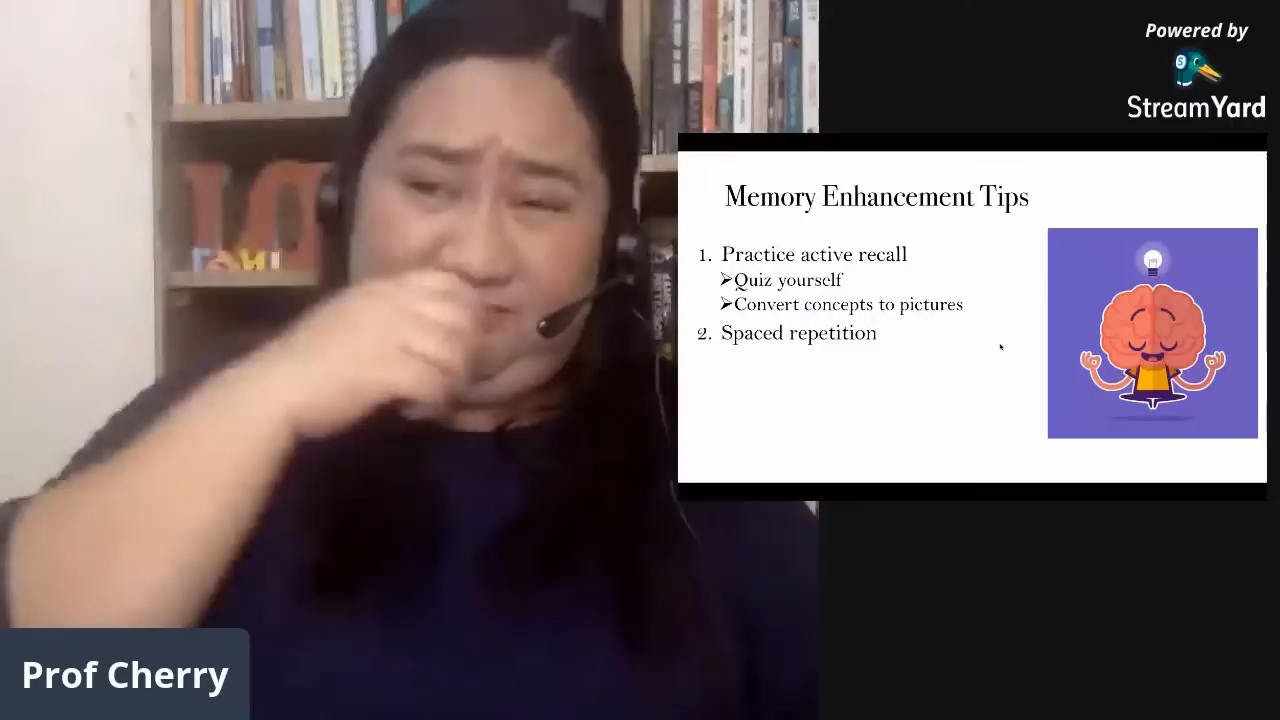 Powered by
StreamYard
Memory Enhancement Tips
1. Practice active recall
➢Quiz yourself
➢Convert concepts to pictures
2. Spaced repetition
Prof Cherry